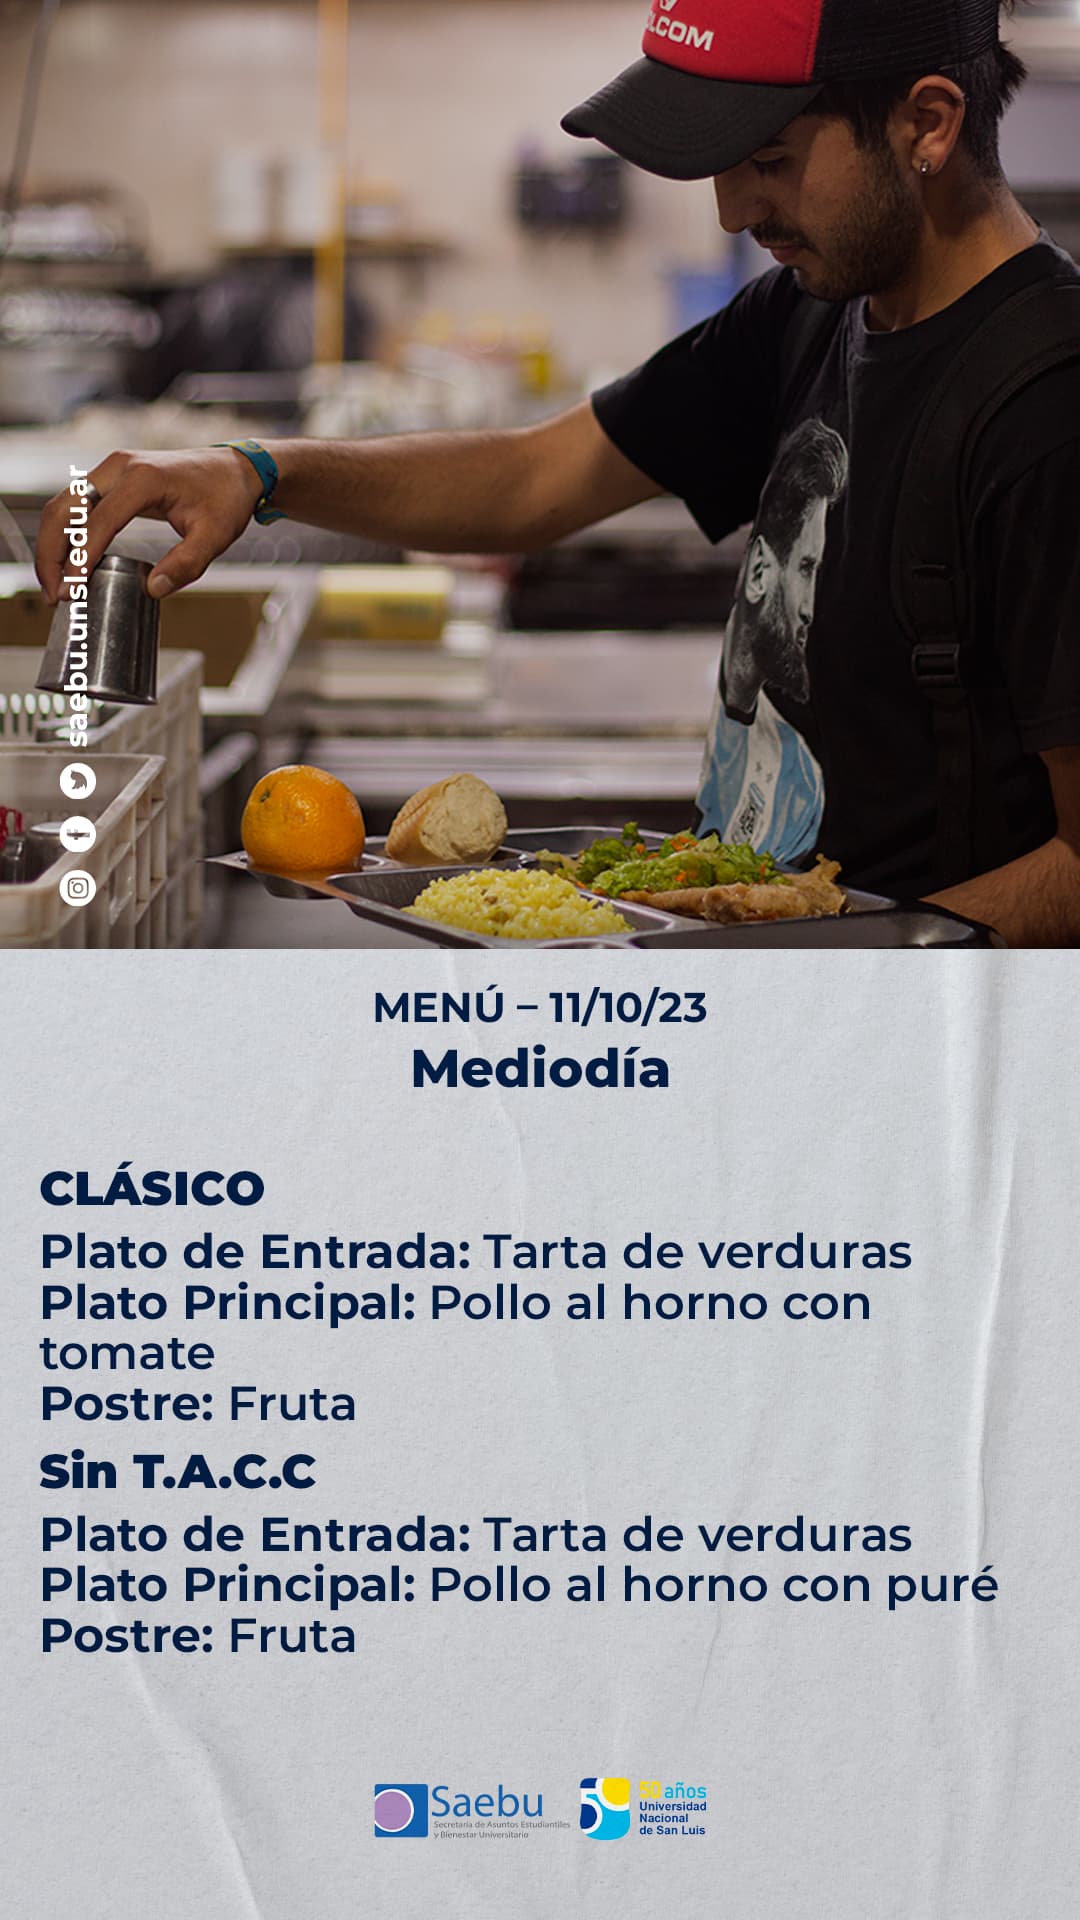 LCOM
saebu.unsl.edu.ar
MENÚ – 11/10/23
Mediodía
CLÁSICO
Plato de Entrada: Tarta de verduras
Plato Principal: Pollo al horno con
tomate
Postre: Fruta
Sin T.A.C.C
Plato de Entrada: Tarta de verduras
Plato Principal: Pollo al horno con puré
Postre: Fruta
Saebu
Secretaría de Asuntos Estudiantiles
y Bienestar Universitario
50 años
Universidad
Nacional
de San Luis